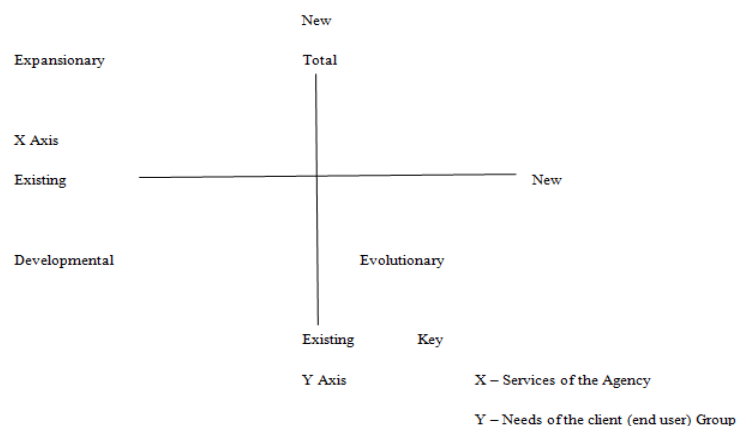 New
Expansionary Total
X Axis
Existing New
Developmental Evolutionary
Existing Key
Y Axis X – Services of the Agency
Y – Needs of the client (end user) Group